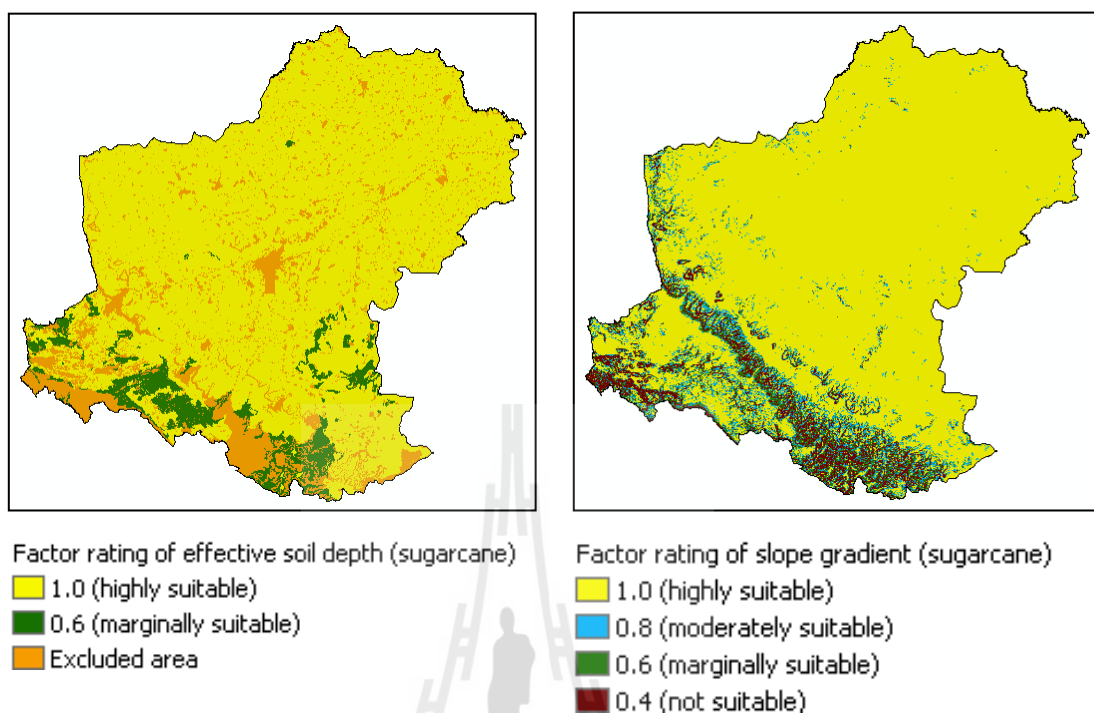 Factor rating of effective soil depth (sugarcane)
1.0 (highly suitable)
0.6 (marginally suitable)
Excluded area
Factor rating of slope gradient (sugarcane)
1.0 (highly suitable)
0.8 (moderately suitable)
0.6 (marginally suitable)
0.4 (not suitable)